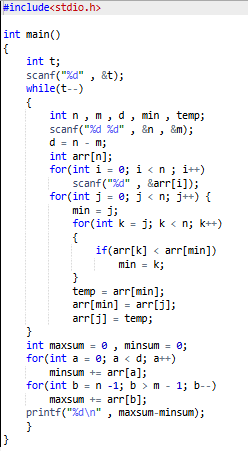 #include<stdio.h>
int main()
{
    int t;
    scanf("%d" , &t);
    while(t--)
    {
        int n , m , d , min , temp;
        scanf("%d %d" , &n , &m);
        d = n - m;
        int arr[n];
        for(int i = 0; i < n ; i++)
            scanf("%d" , &arr[i]);
        for(int j = 0; j < n; j++) {
            min = j;
            for(int k = j; k < n; k++)
            {
                if(arr[k] < arr[min])
                    min = k;
            }
            temp = arr[min];
            arr[min] = arr[j];
            arr[j] = temp;
    }
    int maxsum = 0 , minsum = 0;
    for(int a = 0; a < d; a++)
        minsum += arr[a];
    for(int b = n -1; b > m - 1; b--)
        maxsum += arr[b];
    printf("%d\n" , maxsum-minsum);
    }
}